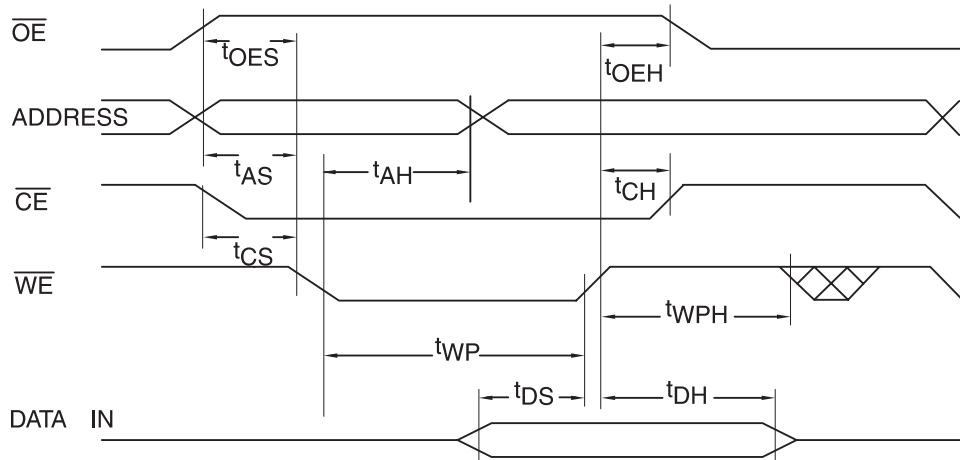 OE
tOES
tOEH
ADDRESS
tAS
tAH
tCH
CE
tCS
WE
tWPH
tWP
tDS
tDH
DATA IN